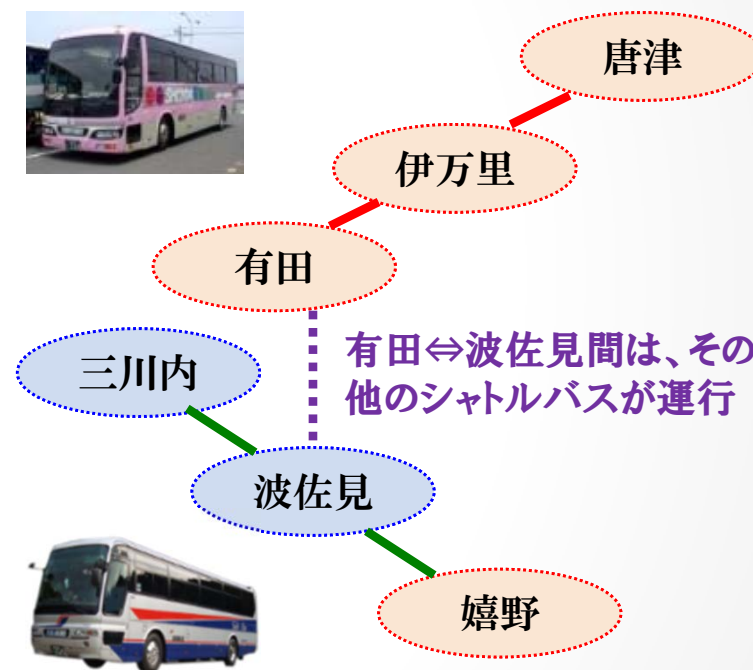 唐津
伊万里
有田
有田⇔波佐見間は、その
他のシャトルバスが運行
三川内
波佐見
嬉野